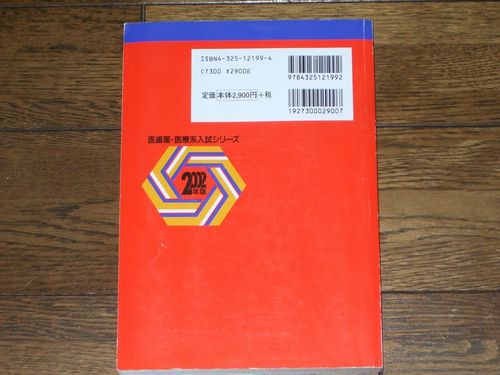 ISBN4-325-12199-4
C7300 ¥2900E
定価 本体2,900円 +税
9784325121992
1927300029007
医歯薬・医療系入試シリーズ
2002
年版